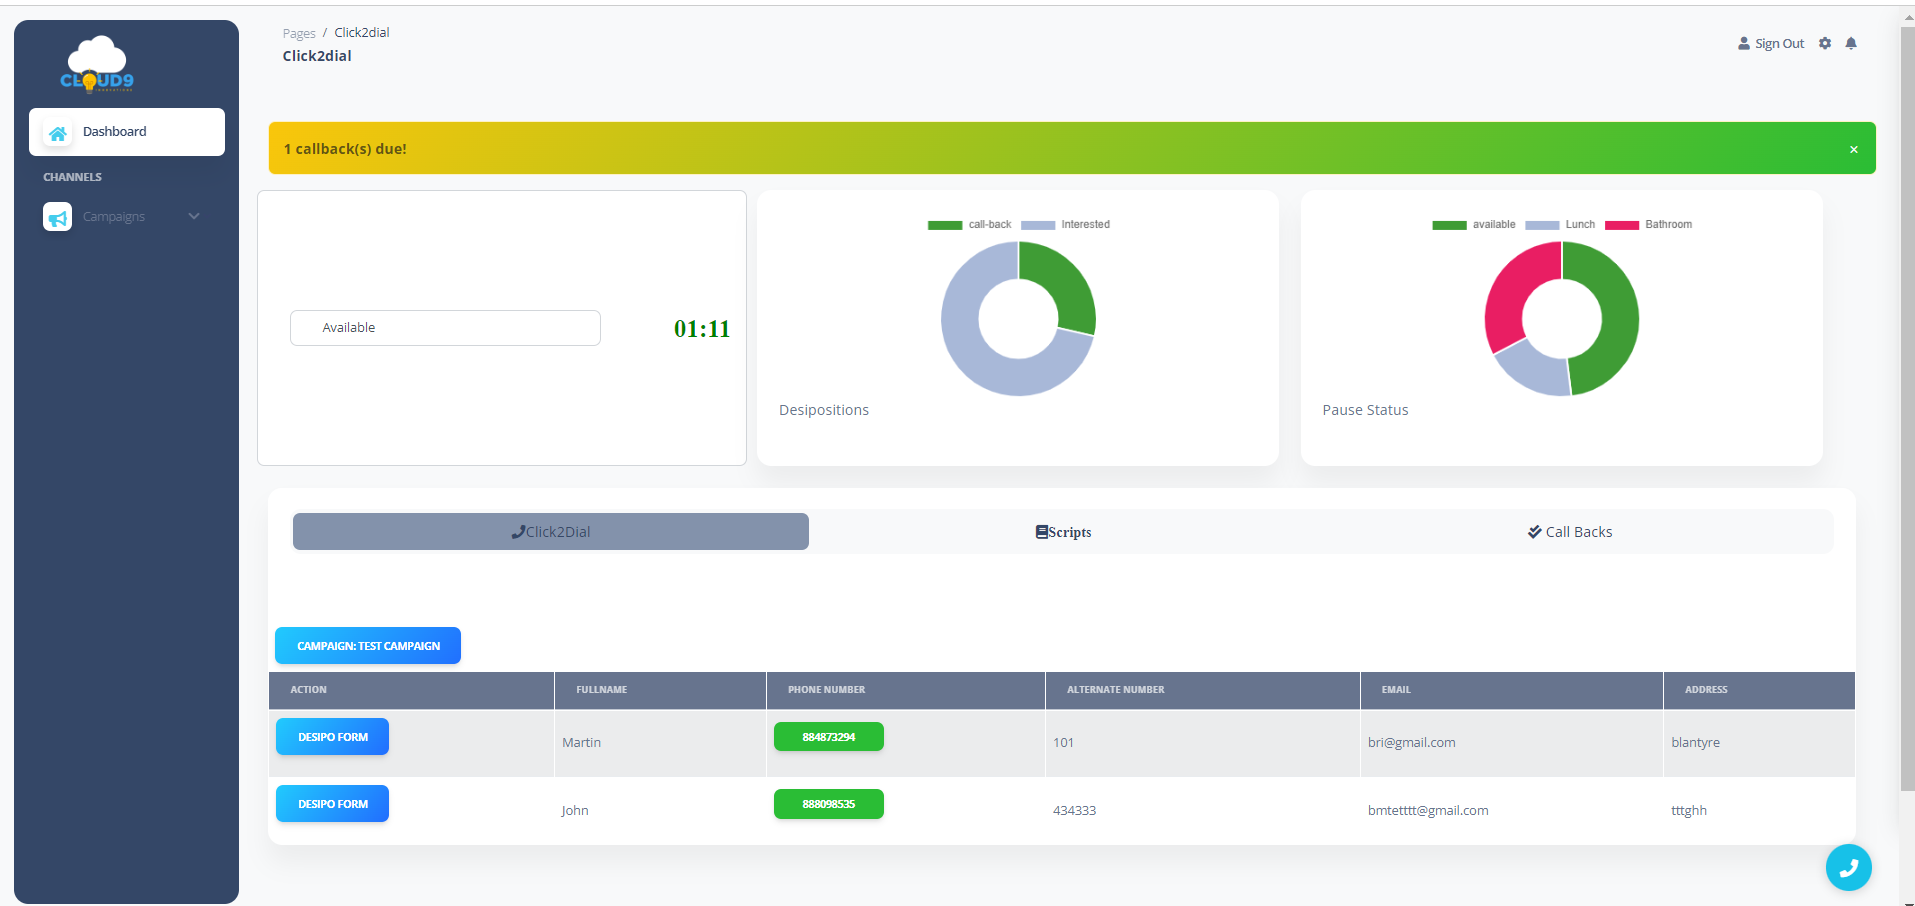 Pages / Click2dial
Click2dial
Sign Out
CLOUD9
INNOVATIONS
Dashboard
CHANNELS
Campaigns
1 callback(s) due!
×
Available
01:11
call-back Interested
Desipositions
available Lunch Bathroom
Pause Status
Click2Dial Scripts Call Backs
CAMPAIGN: TEST CAMPAIGN
ACTION FULLNAME PHONE NUMBER ALTERNATE NUMBER EMAIL ADDRESS
DESIPO FORM Martin 884873294 101 bri@gmail.com blantyre
DESIPO FORM John 888098535 434333 bmtetttt@gmail.com tttghh